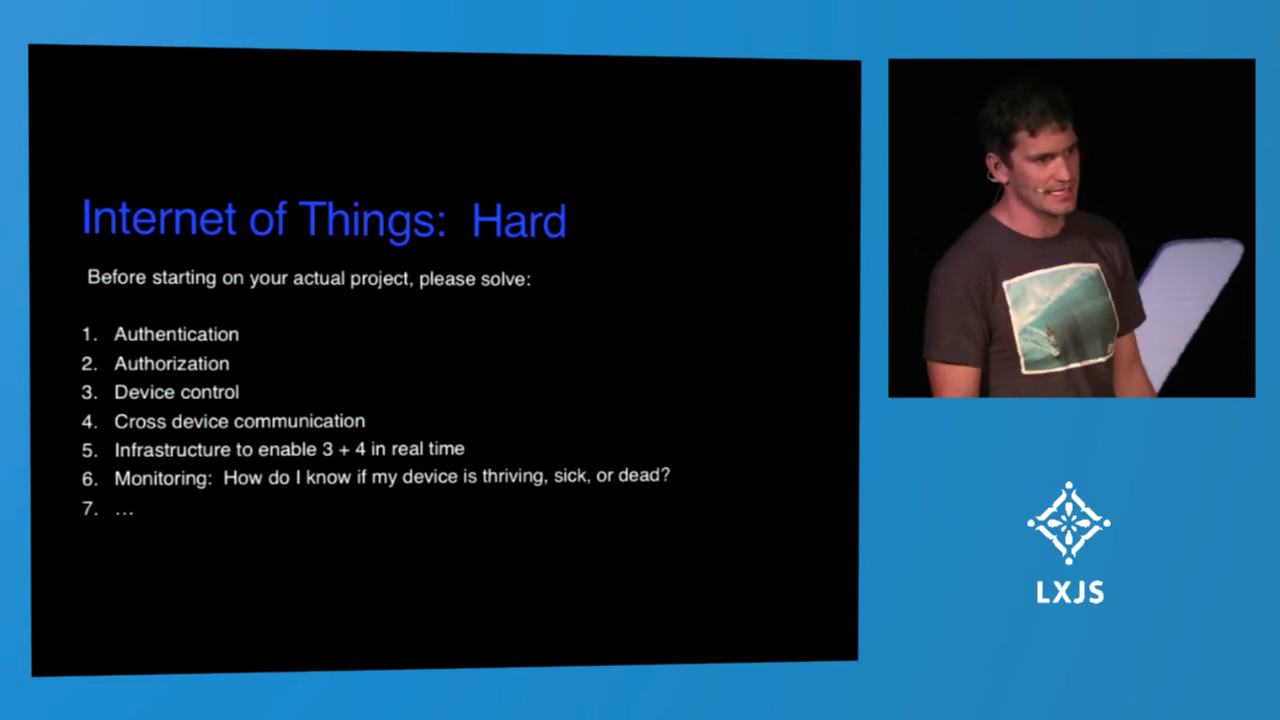 Internet of Things: Hard
Before starting on your actual project, please solve:
1. Authentication
2. Authorization
3. Device control
4. Cross device communication
5. Infrastructure to enable 3 + 4 in real time
6. Monitoring: How do I know if my device is thriving, sick, or dead?
7. ...
LXJS